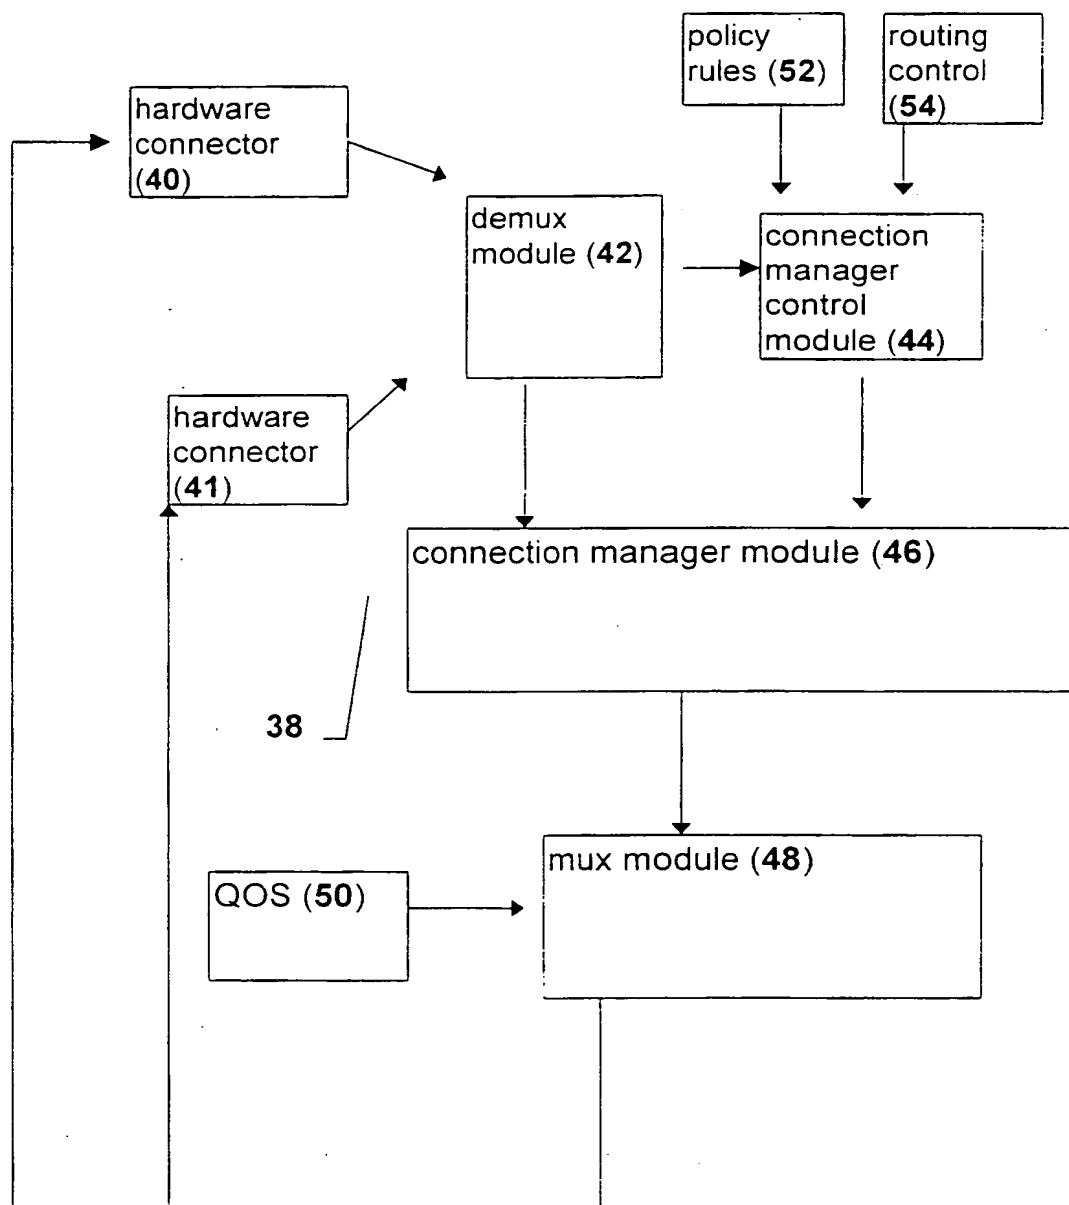 policy
rules (52)
routing
control
(54)
hardware
connector
(40)
demux
module (42)
connection
manager
control
module (44)
hardware
connector
(41)
connection manager module (46)
38
mux module (48)
QOS (50)